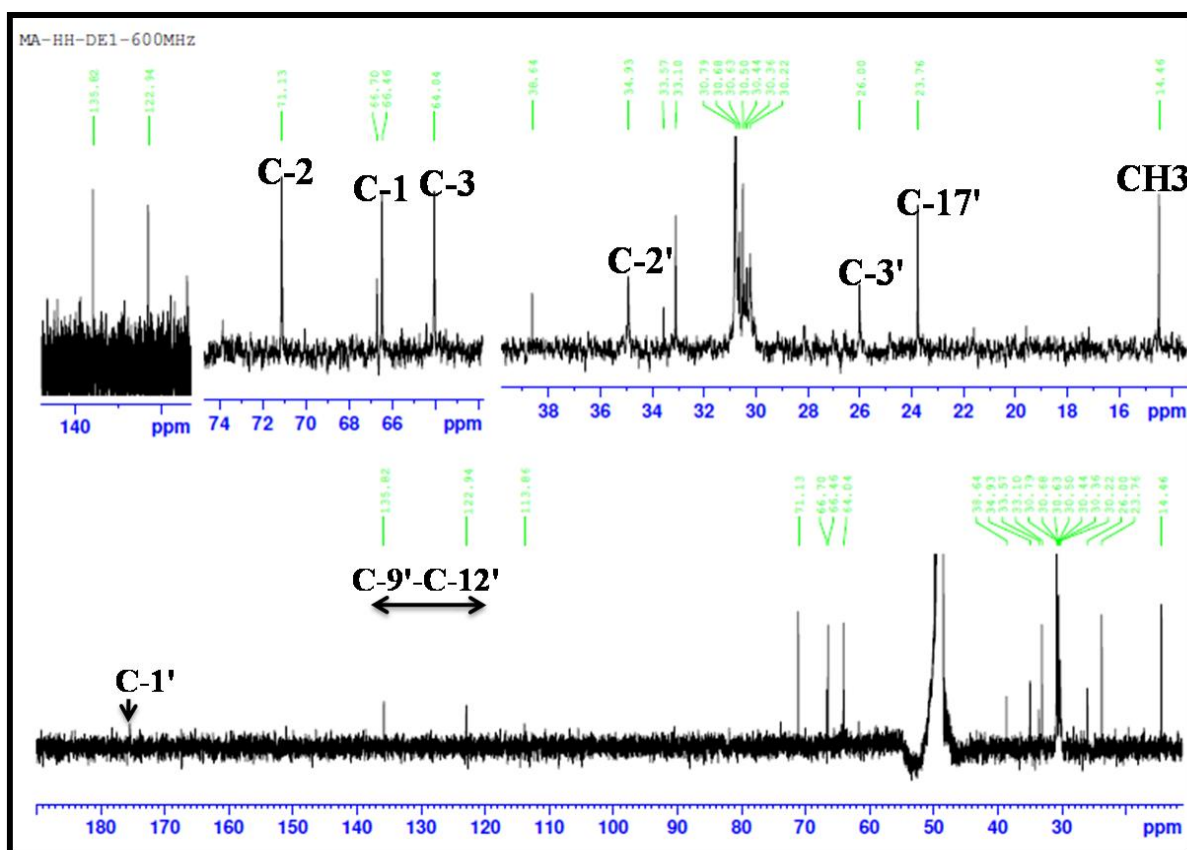 MA-HH-DE1-600MHz
135.82
122.94
71.13
66.70
66.46
64.04
38.64
34.93
33.57
33.10
30.79
30.68
30.63
30.50
30.44
30.36
30.22
26.00
23.76
14.46
C-2
C-1
C-3
C-2'
C-3'
C-17'
CH3
140 ppm
74 72 70 68 66 ppm
38 36 34 32 30 28 26 24 22 20 18 16 ppm
135.82
122.94
113.86
71.13
66.70
66.46
64.04
38.64
34.93
33.57
33.10
30.79
30.68
30.63
30.50
30.44
30.36
30.22
26.00
23.76
14.46
C-9'-C-12'
C-1'
180 170 160 150 140 130 120 110 100 90 80 70 60 50 40 30 ppm